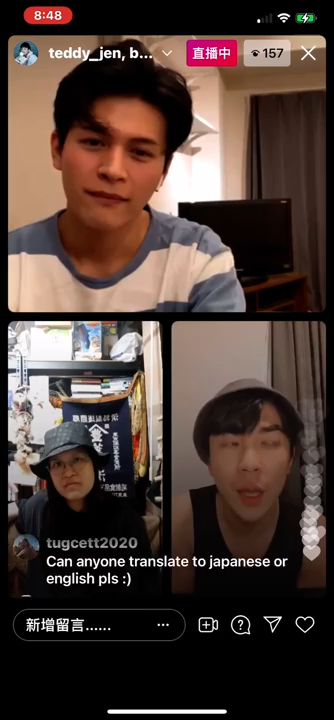 8:48
teddy_jen, b...
直播中
157
tugcett2020
Can anyone translate to japanese or
english pls :)
新增留言......